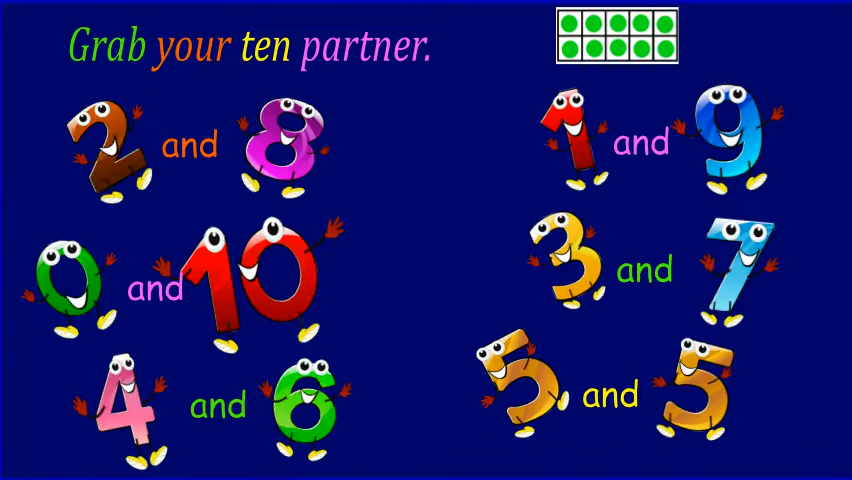 Grab your ten partner.
2 and 8
1 and 9
0 and 10
3 and 7
4 and 6
5 and 5